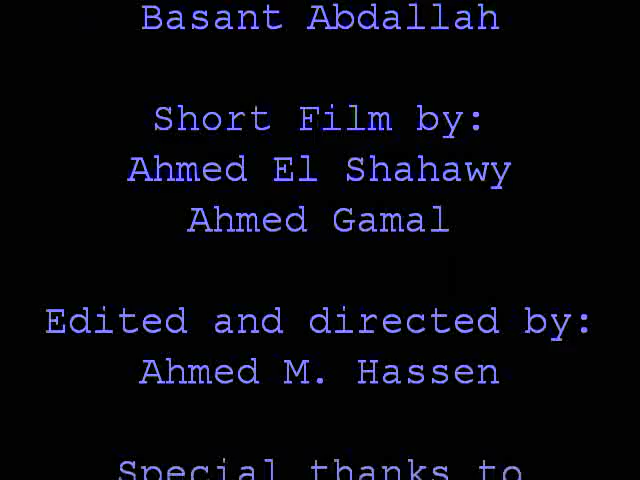 Basant Abdallah
Short Film by:
Ahmed El Shahawy
Ahmed Gamal
Edited and directed by:
Ahmed M. Hassen
Special thanks to